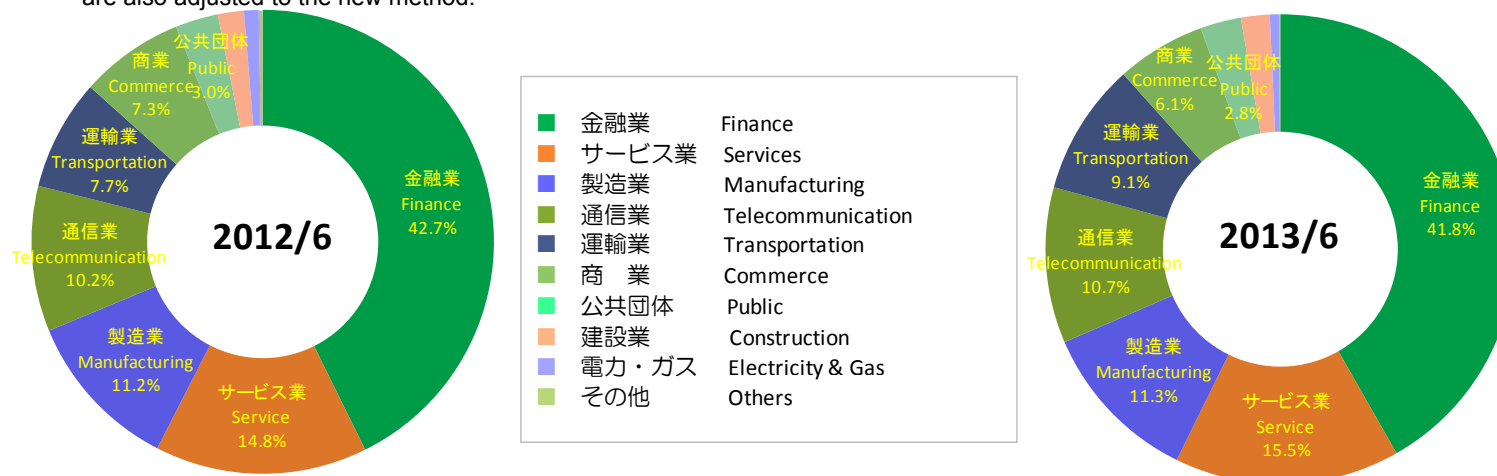 are also adjusted to the new method.
公共団体
Public
3.0%
商業
Commerce
7.3%
運輸業
Transportation
7.7%
通信業
Telecommunication
10.2%
製造業
Manufacturing
11.2%
サービス業
Service
14.8%
金融業
Finance
42.7%
2012/6
金融業 Finance
サービス業 Services
製造業 Manufacturing
通信業 Telecommunication
運輸業 Transportation
商　業 Commerce
公共団体 Public
建設業 Construction
電力・ガス Electricity & Gas
その他 Others
公共団体
Public
2.8%
商業
Commerce
6.1%
運輸業
Transportation
9.1%
通信業
Telecommunication
10.7%
製造業
Manufacturing
11.3%
サービス業
Service
15.5%
金融業
Finance
41.8%
2013/6